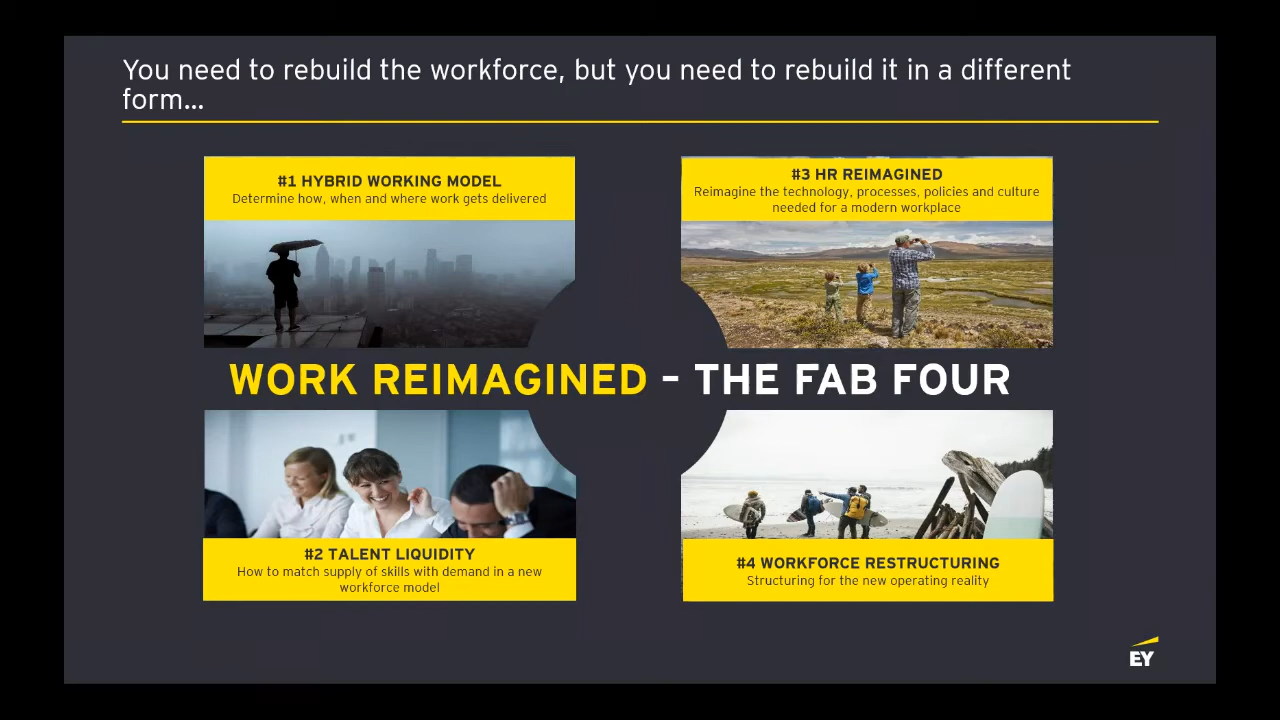 You need to rebuild the workforce, but you need to rebuild it in a different
form...
#1 HYBRID WORKING MODEL
Determine how, when and where work gets delivered
#3 HR REIMAGINED
Reimagine the technology, processes, policies and culture
needed for a modern workplace
WORK REIMAGINED – THE FAB FOUR
#2 TALENT LIQUIDITY
How to match supply of skills with demand in a new
workforce model
#4 WORKFORCE RESTRUCTURING
Structuring for the new operating reality
EY